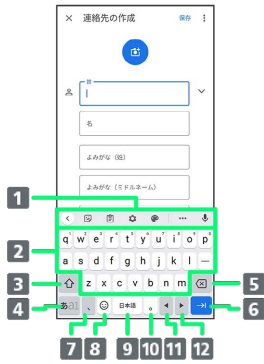 × 連絡先の作成 保存
姓
名
よみがな (姓)
よみがな (ミドルネーム)
1
2
q w e r t y u i o p
a s d f g h j k l ー
3 z x c v b n m 5
4 あa1 、 日本語 。 6
7 8 9 10 11 12